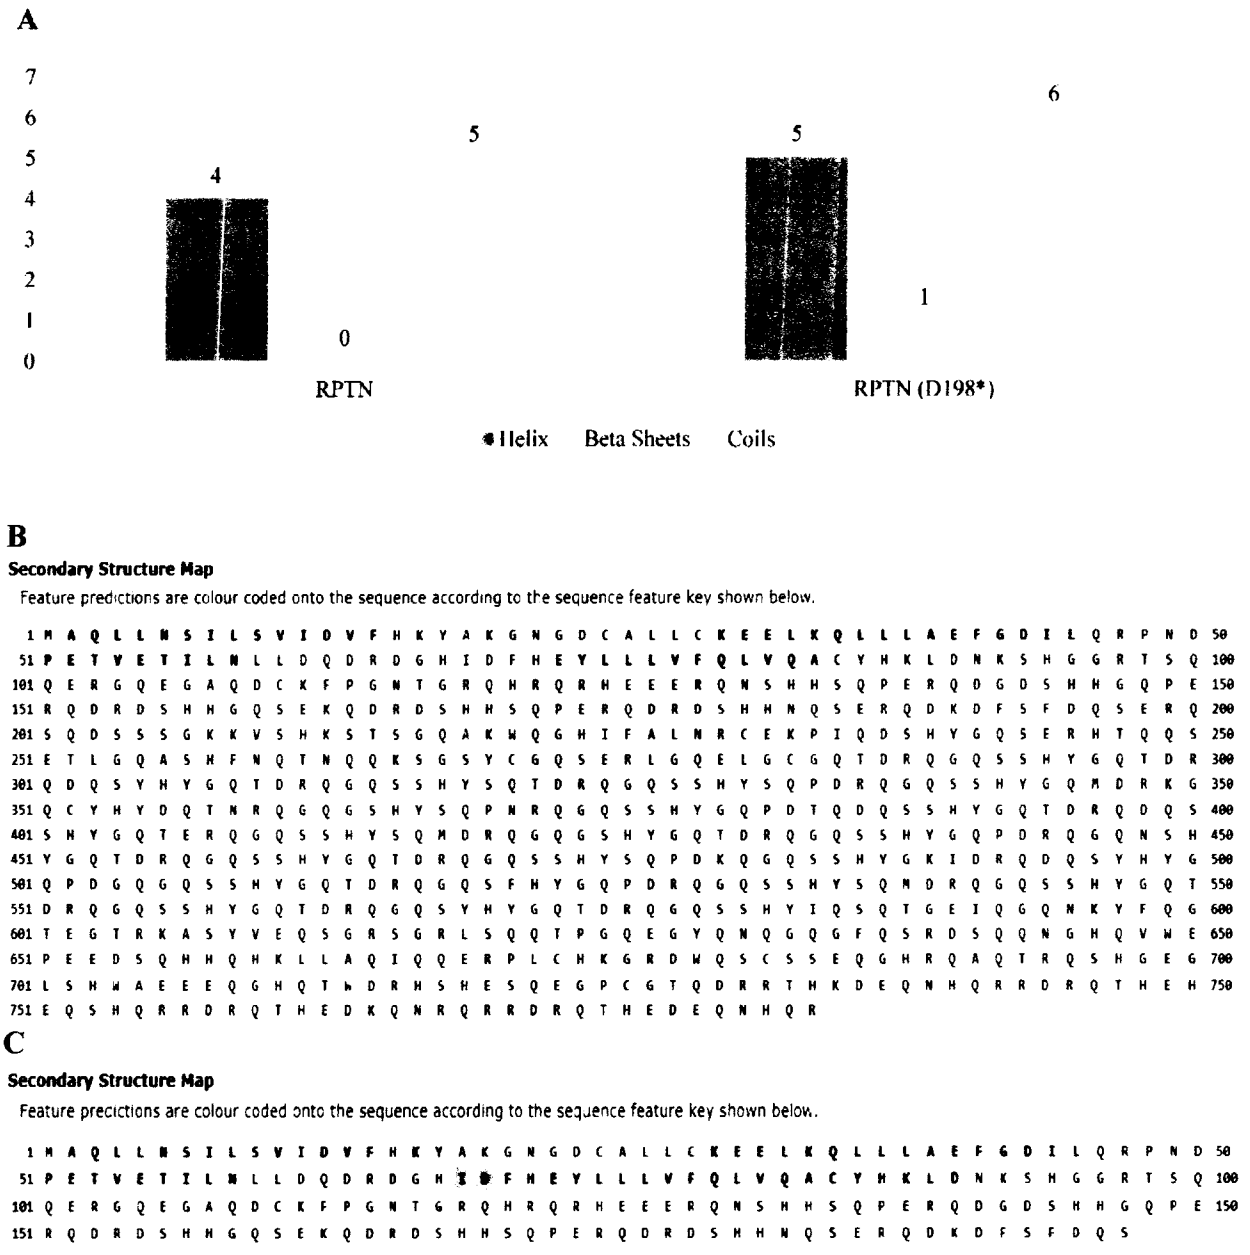 A
7
6
5
4
3
2
1
0
4
0
5
5
1
6
RPTN
RPTN (D198*)
Helix Beta Sheets Coils
B
Secondary Structure Map
Feature predictions are colour coded onto the sequence according to the sequence feature key shown below.
1 M A Q L L N S I L S V I D V F H K Y A K G N G D C A L L C K E E L K Q L L L A E F G D I L Q R P N D 50
51 P E T V E T I L N L L D Q D R D G H I D F H E Y L L L V F Q L V Q A C Y H K L D N K S H G G R T S Q 100
101 Q E R G Q E G A Q D C K F P G N T G R Q H R Q R H E E E R Q N S H H S Q P E R Q D G D S H H G Q P E 150
151 R Q D R D S H H G Q S E K Q D R D S H H S Q P E R Q D R D S H H N Q S E R Q D K D F S F D Q S E R Q 200
201 S Q D S S S G K K V S H K S T S G Q A K W Q G H I F A L N R C E K P I Q D S H Y G Q S E R H T Q Q S 250
251 E T L G Q A S H F N Q T N Q Q K S G S Y C G Q S E R L G Q E L G C G Q T D R Q G Q S S H Y G Q T D R 300
301 Q D Q S Y H Y G Q T D R Q G Q S S H Y S Q T D R Q G Q S S H Y S Q P D R Q G Q S S H Y G Q M D R K G 350
351 Q C Y H Y D Q T N R Q G Q G S H Y S Q P N R Q G Q S S H Y G Q P D T Q D Q S S H Y G Q T D R Q D Q S 400
401 S H Y G Q T E R Q G Q S S H Y S Q M D R Q G Q G S H Y G Q T D R Q G Q S S H Y G Q P D R Q G Q N S H 450
451 Y G Q T D R Q G Q S S H Y G Q T D R Q G Q S S H Y S Q P D K Q G Q S S H Y G K I D R Q D Q S Y H Y G 500
501 Q P D G Q G Q S S H Y G Q T D R Q G Q S F H Y G Q P D R Q G Q S S H Y S Q M D R Q G Q S S H Y G Q T 550
551 D R Q G Q S S H Y G Q T D R Q G Q S Y H Y G Q T D R Q G Q S S H Y I Q S Q T G E I Q G Q N K Y F Q G 600
601 T E G T R K A S Y V E Q S G R S G R L S Q Q T P G Q E G Y Q N Q G Q G F Q S R D S Q Q N G H Q V W E 650
651 P E E D S Q H H Q H K L L A Q I Q Q E R P L C H K G R D W Q S C S S E Q G H R Q A Q T R Q S H G E G 700
701 L S H W A E E E Q G H Q T W D R H S H E S Q E G P C G T Q D R R T H K D E Q N H Q R R D R Q T H E H 750
751 E Q S H Q R R D R Q T H E D K Q N R Q R R D R Q T H E D E Q N H Q R
C
Secondary Structure Map
Feature predictions are colour coded onto the sequence according to the sequence feature key shown below.
1 M A Q L L N S I L S V I D V F H K Y A K G N G D C A L L C K E E L K Q L L L A E F G D I L Q R P N D 50
51 P E T V E T I L N L L D Q D R D G H I F H E Y L L L V F Q L V Q A C Y H K L D N K S H G G R T S Q 100
101 Q E R G Q E G A Q D C K F P G N T G R Q H R Q R H E E E R Q N S H H S Q P E R Q D G D S H H G Q P E 150
151 R Q D R D S H H G Q S E K Q D R D S H H S Q P E R Q D R D S H H N Q S E R Q D K D F S F D Q S